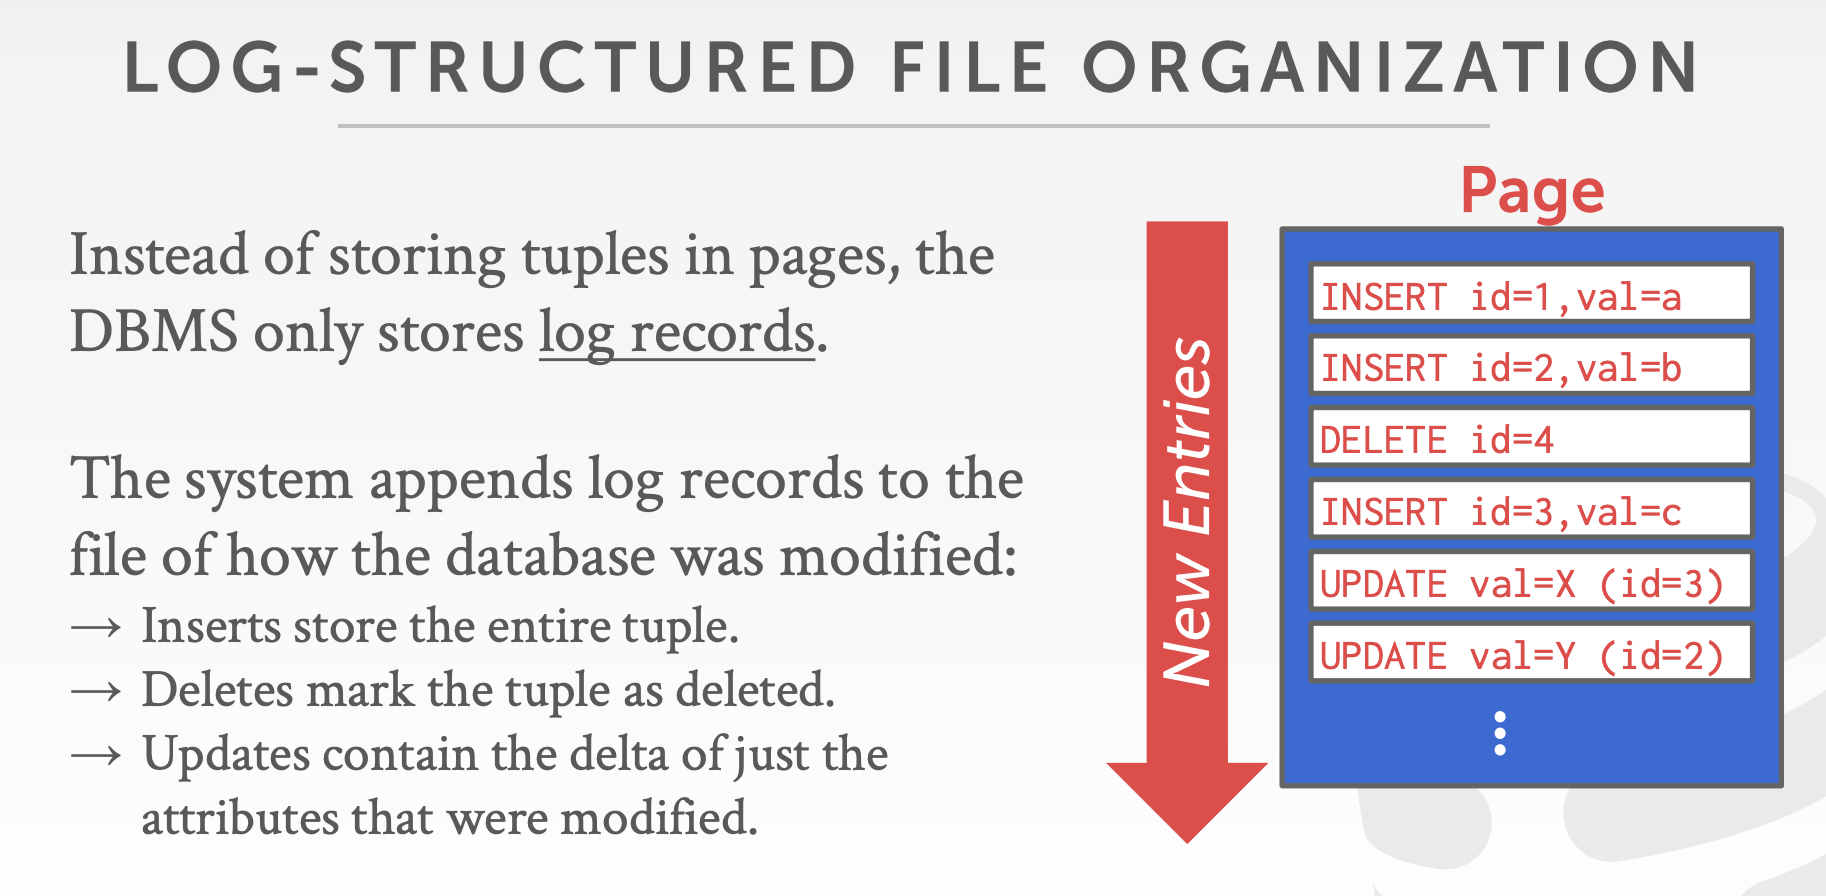 LOG-STRUCTURED FILE ORGANIZATION
Instead of storing tuples in pages, the
DBMS only stores log records.
The system appends log records to the
file of how the database was modified:
→ Inserts store the entire tuple.
→ Deletes mark the tuple as deleted.
→ Updates contain the delta of just the
attributes that were modified.
New Entries
Page
INSERT id=1,val=a
INSERT id=2,val=b
DELETE id=4
INSERT id=3,val=c
UPDATE val=X (id=3)
UPDATE val=Y (id=2)